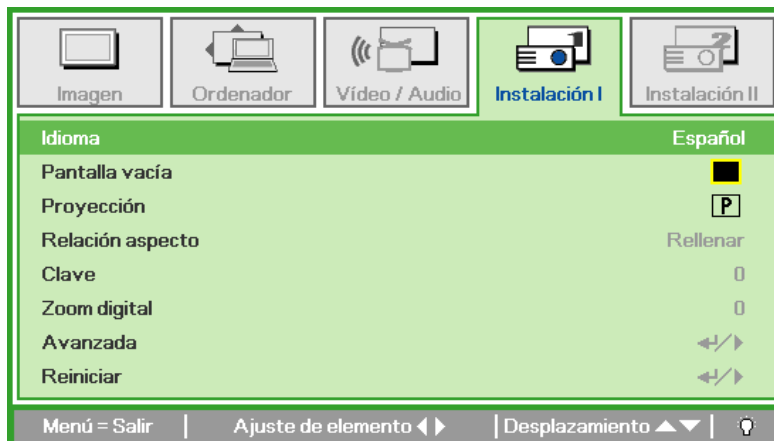 Imagen Ordenador Vídeo / Audio Instalación I Instalación II
Idioma Español
Pantalla vacía
Proyección P
Relación aspecto Rellenar
Clave 0
Zoom digital 0
Avanzada
Reiniciar
Menú = Salir | Ajuste de elemento | Desplazamiento |